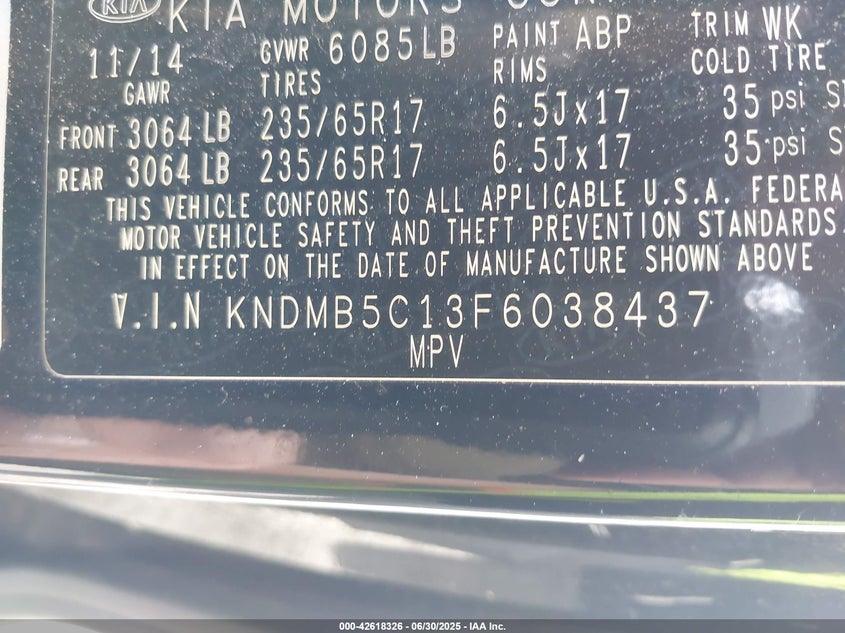 KIA
KIA MOTORS
11/14 GVWR 6085LB PAINT ABP TRIM WK
GAWR TIRES RIMS COLD TIRE
FRONT 3064 LB 235/65R17 6.5Jx17 35 psi
REAR 3064 LB 235/65R17 6.5Jx17 35 psi
THIS VEHICLE CONFORMS TO ALL APPLICABLE U.S.A. FEDERA
MOTOR VEHICLE SAFETY AND THEFT PREVENTION STANDARDS
IN EFFECT ON THE DATE OF MANUFACTURE SHOWN ABOVE
V.I.N KNDMB5C13F6038437
MPV
000-42618326 - 06/30/2025 - IAA Inc.